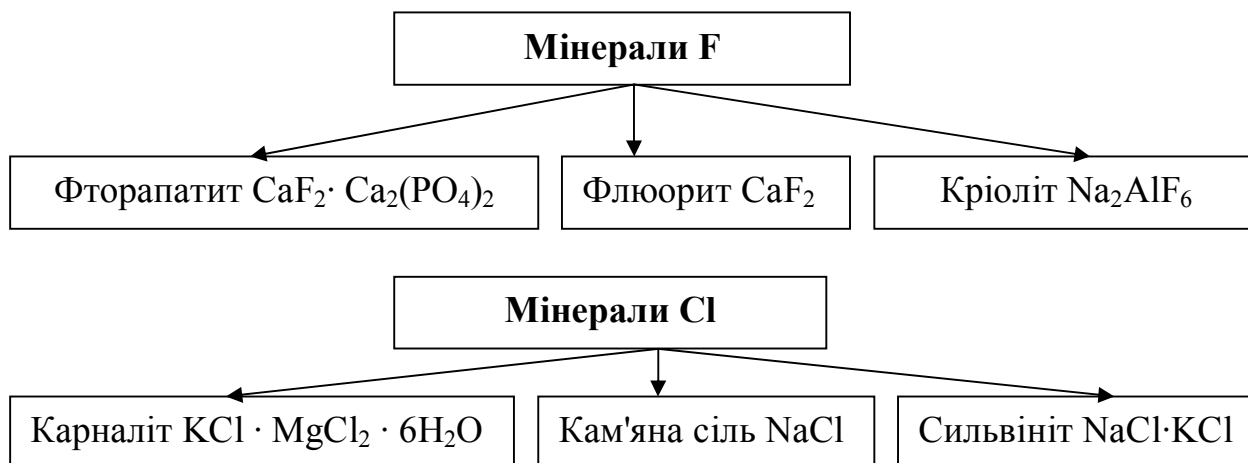 Мінерали F
Фторапатит CaF₂· Ca₂(PO₄)₂
Флюорит CaF₂
Кріоліт Na₂AlF₆
Мінерали Cl
Карналіт KCl · MgCl₂ · 6H₂O
Кам'яна сіль NaCl
Сильвініт NaCl·KCl